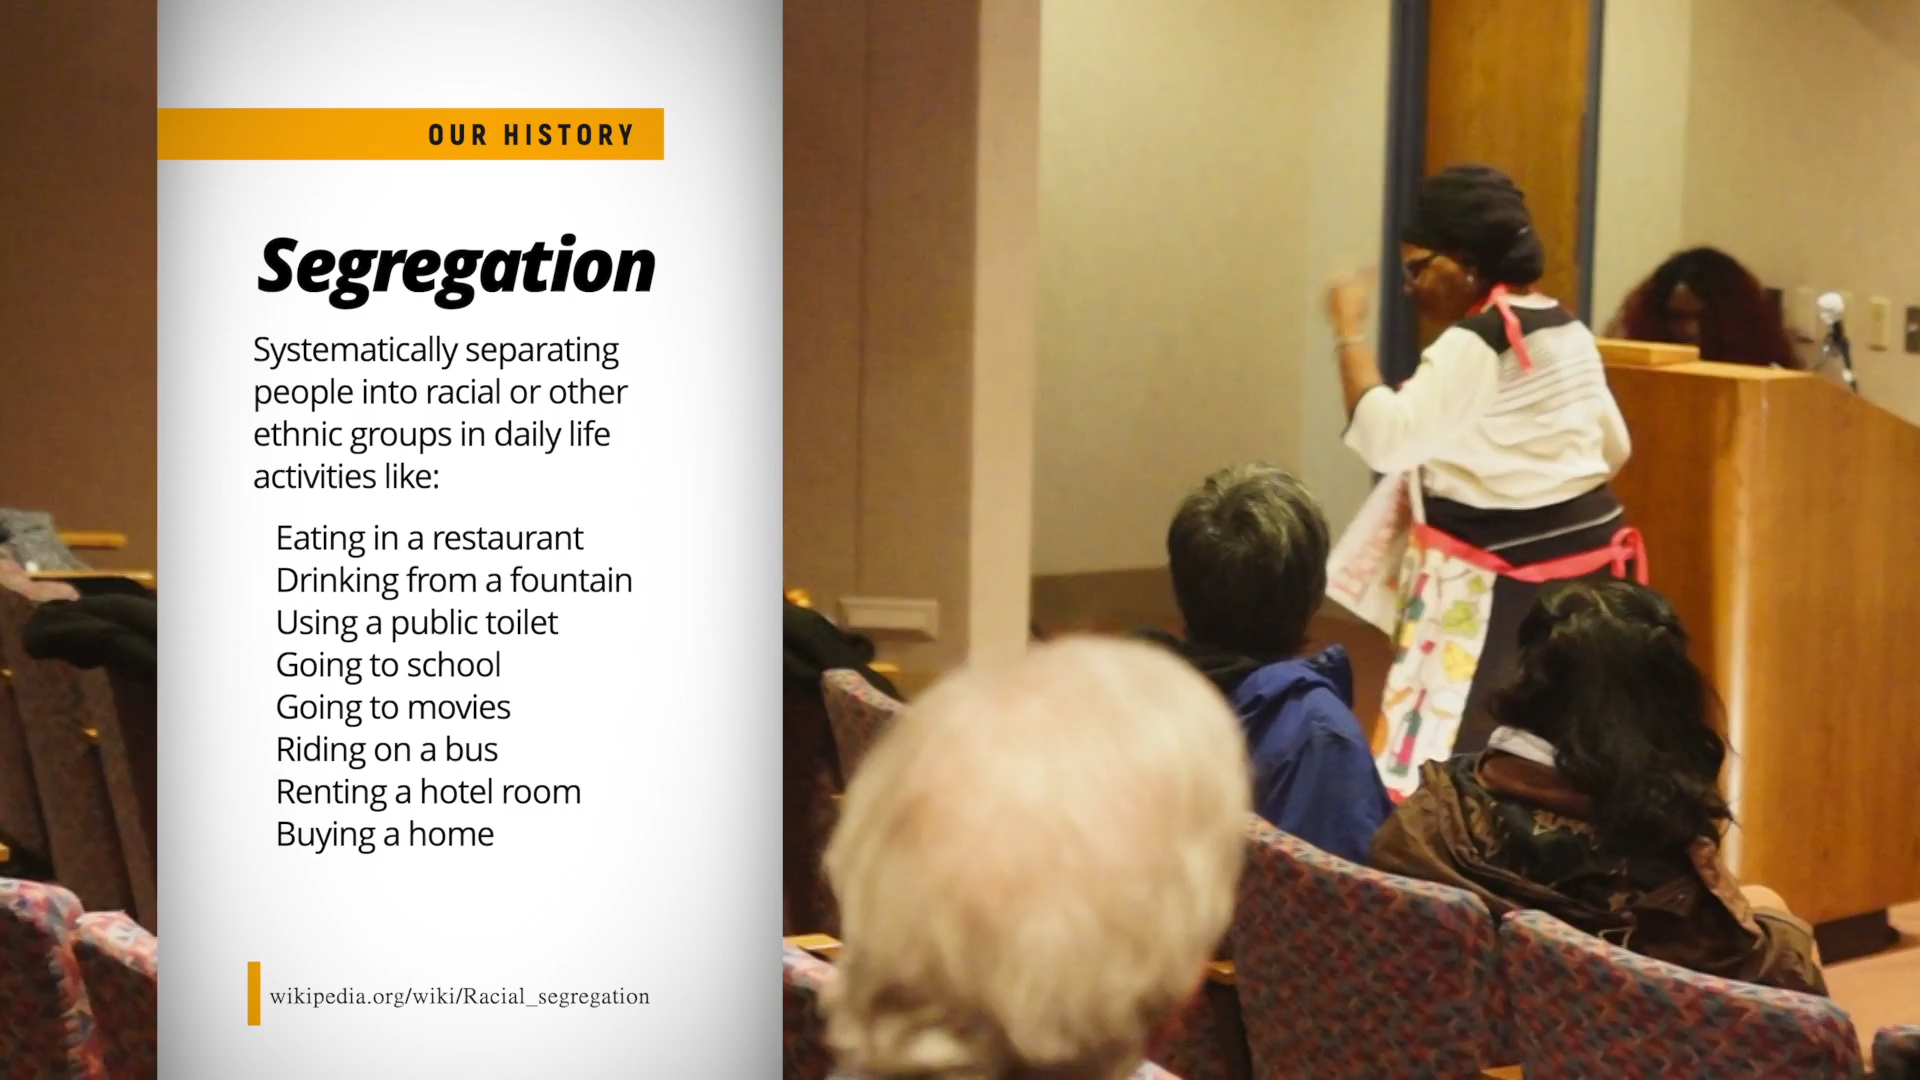 OUR HISTORY
Segregation
Systematically separating
people into racial or other
ethnic groups in daily life
activities like:
Eating in a restaurant
Drinking from a fountain
Using a public toilet
Going to school
Going to movies
Riding on a bus
Renting a hotel room
Buying a home
wikipedia.org/wiki/Racial_segregation